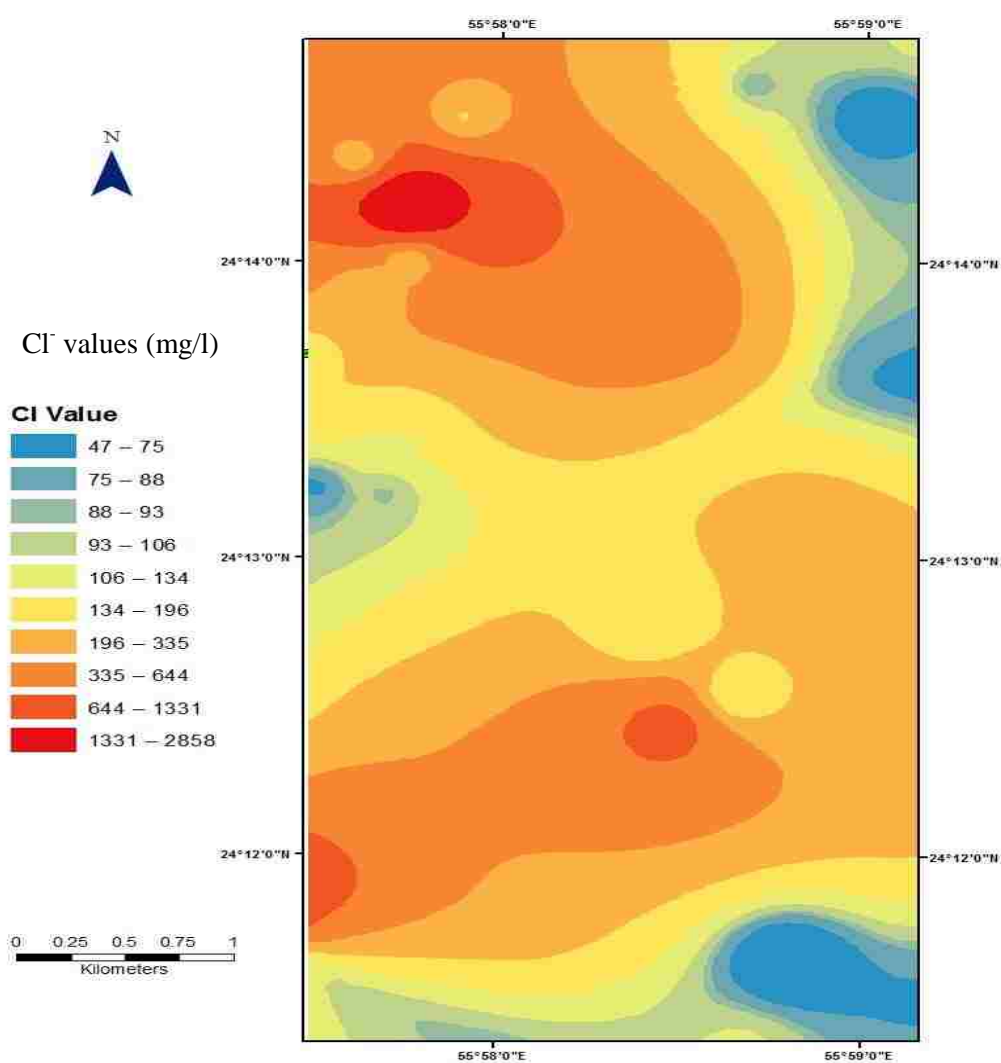 55°58'0"E 55°59'0"E
N
24°14'0"N 24°14'0"N
Cl⁻ values (mg/l)
Cl Value
47 – 75
75 – 88
88 – 93
93 – 106
106 – 134
134 – 196
196 – 335
335 – 644
644 – 1331
1331 – 2858
24°13'0"N 24°13'0"N
24°12'0"N 24°12'0"N
0 0.25 0.5 0.75 1
Kilometers
55°58'0"E 55°59'0"E